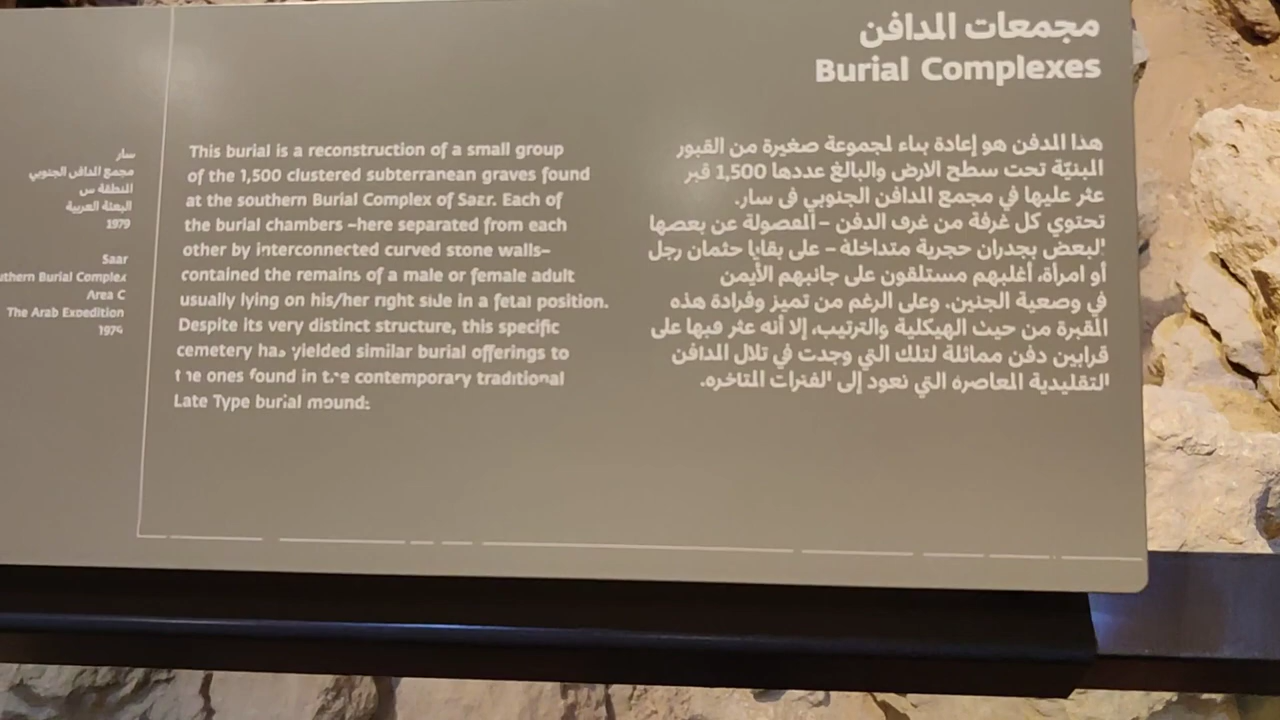 مجمعات المدافن
Burial Complexes
هذا المدفن هو إعادة بناء لمجموعة صغيرة من القبور
المبنيّة تحت سطح الارض والبالغ عددها 1,500 قبر
عثر عليها في مجمع المدافن الجنوبي في سار.
تحتوي كل غرفة من غرف الدفن – المفصولة عن بعضها
البعض بجدران حجرية متداخلة – على بقايا جثمان رجل
أو امرأة، أغلبهم مستلقون على جانبهم الأيمن
في وضعية الجنين. وعلى الرغم من تميز وفرادة هذه
المقبرة من حيث الهيكلية والترتيب، إلا أنه عثر فيها على
قرابين دفن مماثلة لتلك التي وجدت في تلال المدافن
التقليدية المعاصرة التي تعود إلى الفترات المتاخرة.
This burial is a reconstruction of a small group
of the 1,500 clustered subterranean graves found
at the southern Burial Complex of Saar. Each of
the burial chambers –here separated from each
other by interconnected curved stone walls–
contained the remains of a male or female adult
usually lying on his/her right side in a fetal position.
Despite its very distinct structure, this specific
cemetery has yielded similar burial offerings to
the ones found in the contemporary traditional
Late Type burial mounds.
سار
مجمع المدافن الجنوبي
المنطقة س
البعثة العربية
1979
Saar
Burial Complex
Area C
The Arab Expedition
1979